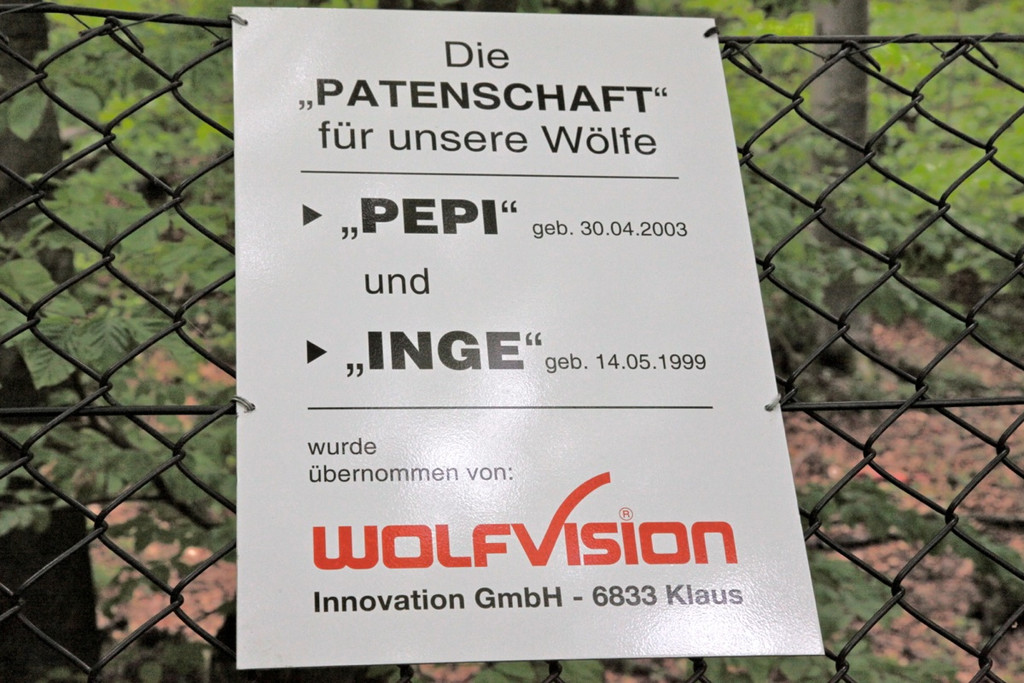 Die
„PATENSCHAFT“
für unsere Wölfe
► „PEPI“ geb. 30.04.2003
und
► „INGE“ geb. 14.05.1999
wurde
übernommen von:
WOLFVISION®
Innovation GmbH - 6833 Klaus